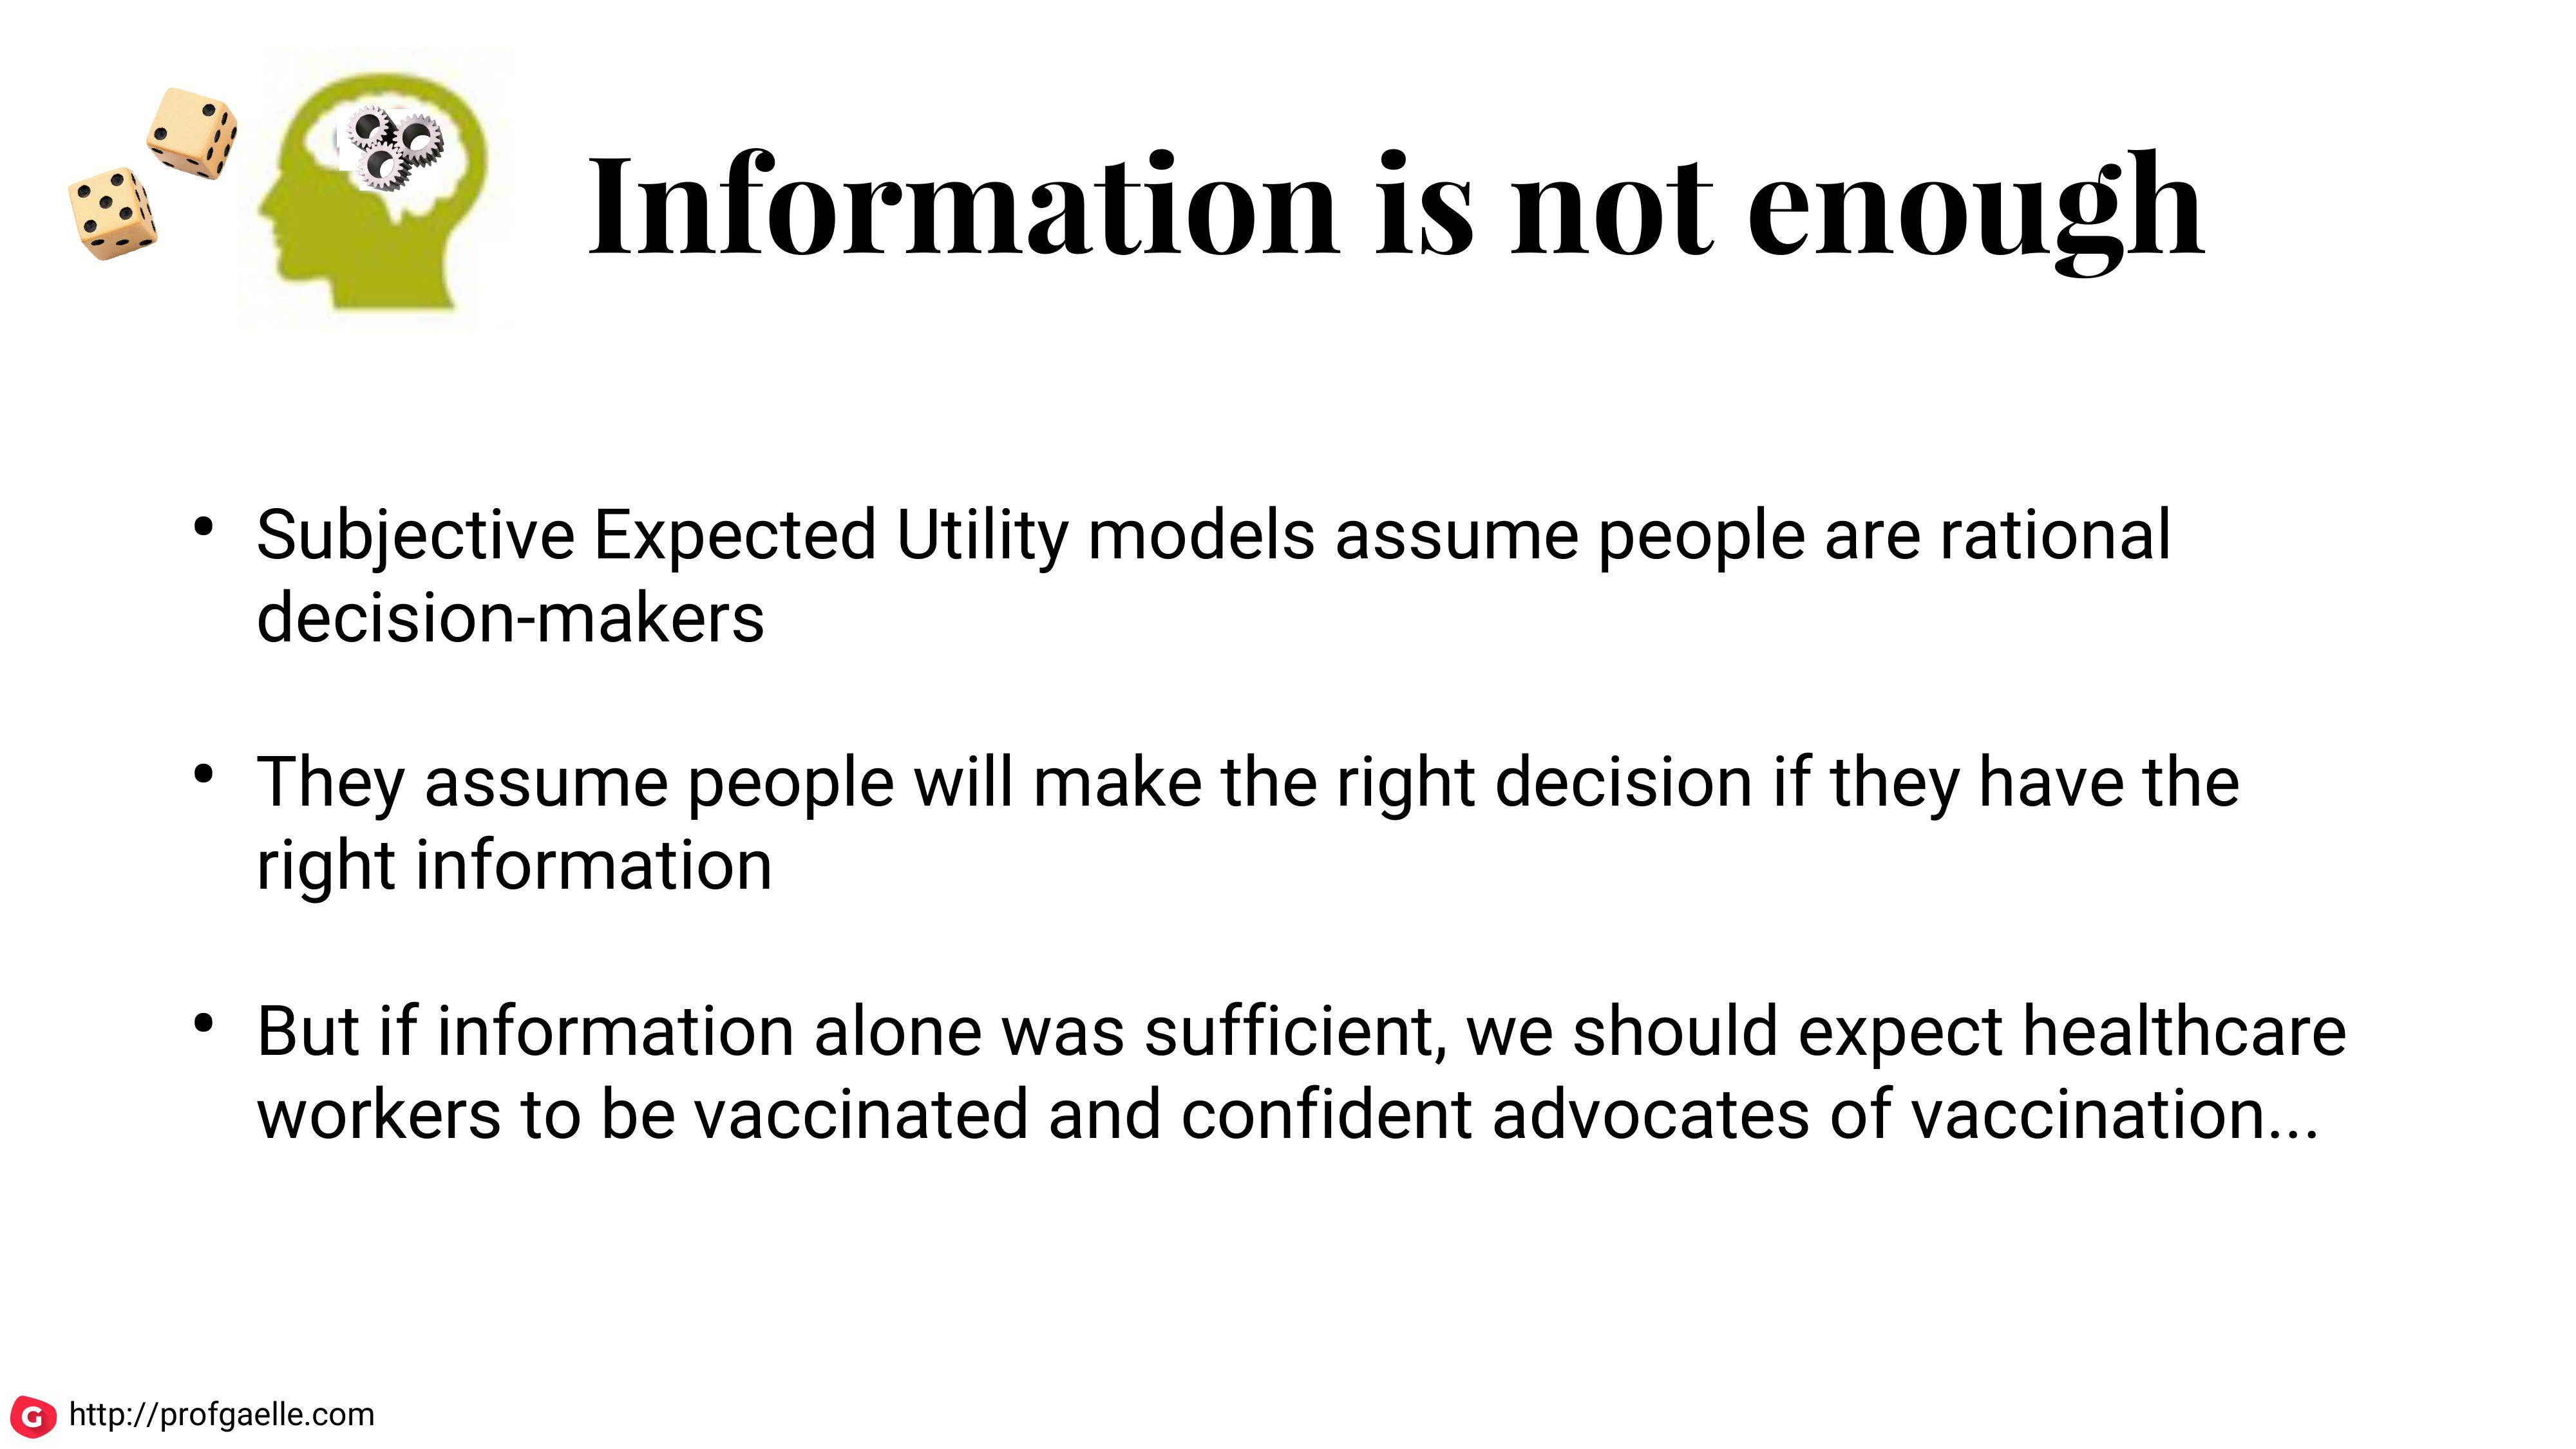 Information is not enough
• Subjective Expected Utility models assume people are rational
decision-makers
• They assume people will make the right decision if they have the
right information
• But if information alone was sufficient, we should expect healthcare
workers to be vaccinated and confident advocates of vaccination...
G http://profgaelle.com